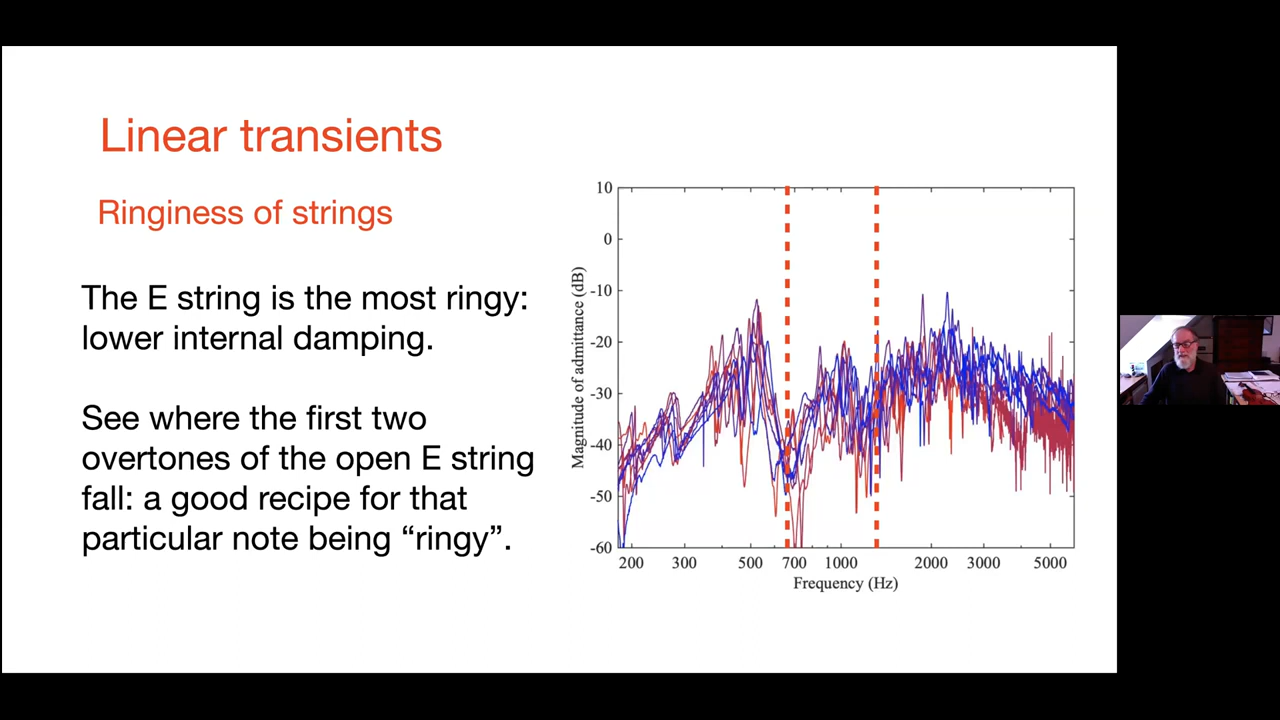 Linear transients
Ringiness of strings
The E string is the most ringy:
lower internal damping.
See where the first two
overtones of the open E string
fall: a good recipe for that
particular note being “ringy”.
10
0
-10
-20
-30
-40
-50
-60
Magnitude of admittance (dB)
200 300 500 700 1000 2000 3000 5000
Frequency (Hz)